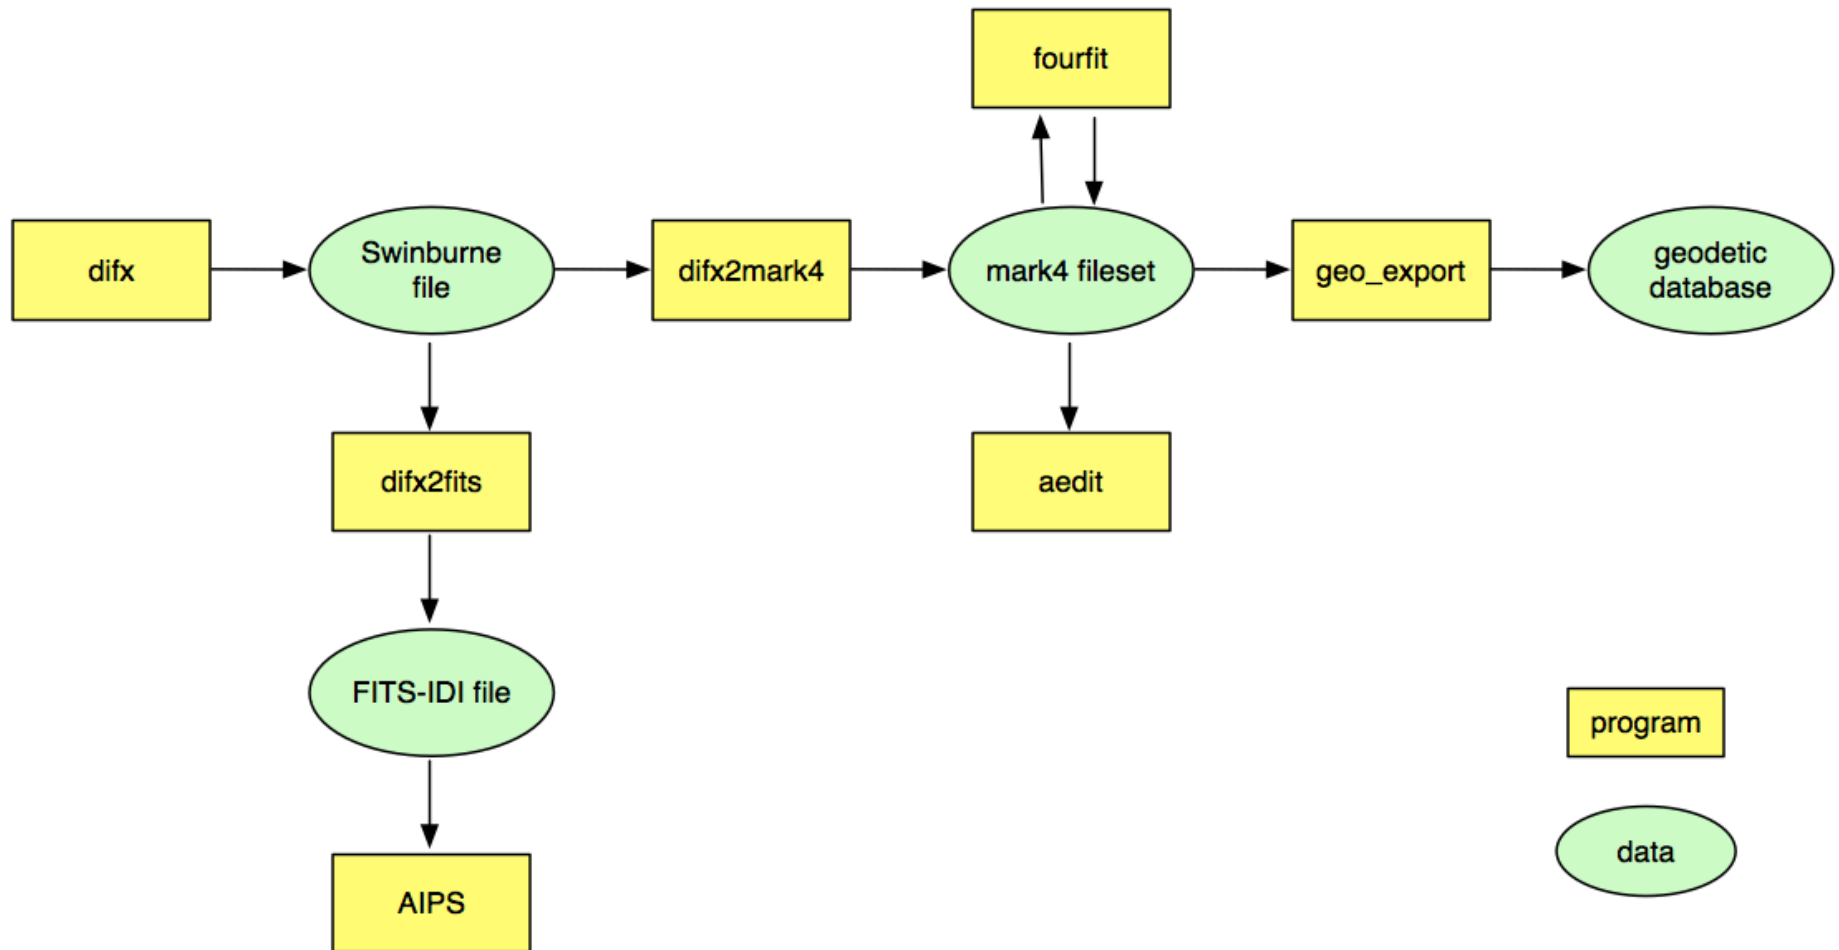 fourfit
difx
Swinburne
file
difx2mark4
mark4 fileset
geo_export
geodetic
database
difx2fits
aedit
FITS-IDI file
program
data
AIPS